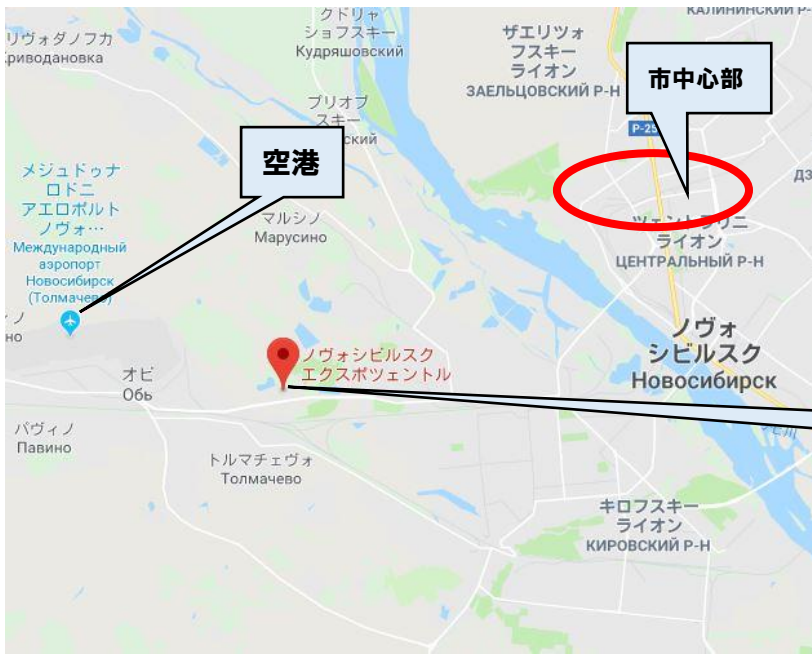 クドリャ
ショフスキー
Кудряшовский
リヴォダノフカ
Криводановка
プリオブ
スキー
ский
ザエリツォ
フスキー
ライオン
ЗАЕЛЬЦОВСКИЙ Р-Н
КАЛИНИНСКИЙ Р-
市中心部
P-25
空港
メジュドゥナ
ロドニ
アエロポルト
ノヴォ…
Международный
аэропорт
Новосибирск
(Толмачево)
マルシノ
Марусино
ツェントラリニ
ライオン
ЦЕНТРАЛЬНЫЙ Р-Н
ДЗ
ノ
но
ノヴォシビルスク
エクスポツェントル
ノヴォ
シビルスク
Новосибирск
オビ
Обь
パヴィノ
Павино
トルマチェヴォ
Толмачево
キロフスキー
ライオン
КИРОВСКИЙ Р-Н